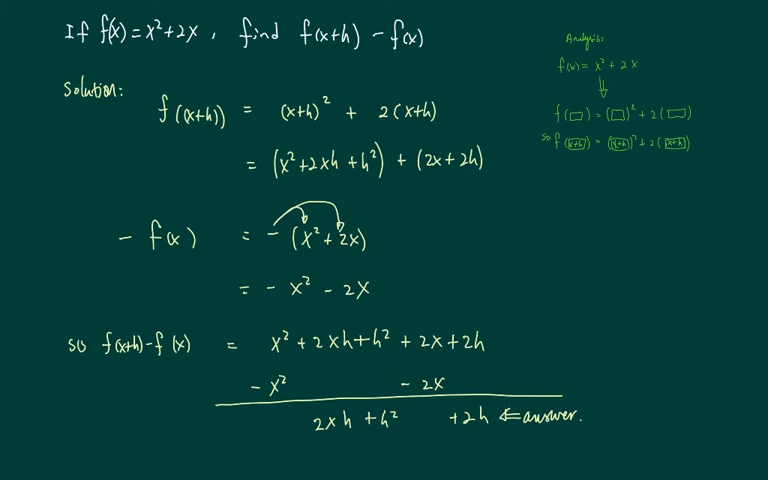 If f(x) = x² + 2x, find f(x+h) - f(x)
Analysis:
f(x) = x² + 2x
⇓
f(□) = (□)² + 2(□)
so f(x+h) = (x+h)² + 2(x+h)
Solution:
f((x+h)) = (x+h)² + 2(x+h)
= (x² + 2xh + h²) + (2x + 2h)
- f(x) = - (x² + 2x)
= - x² - 2x
so f(x+h) - f(x) = x² + 2xh + h² + 2x + 2h
- x² - 2x
2xh + h² + 2h ⇐ answer.